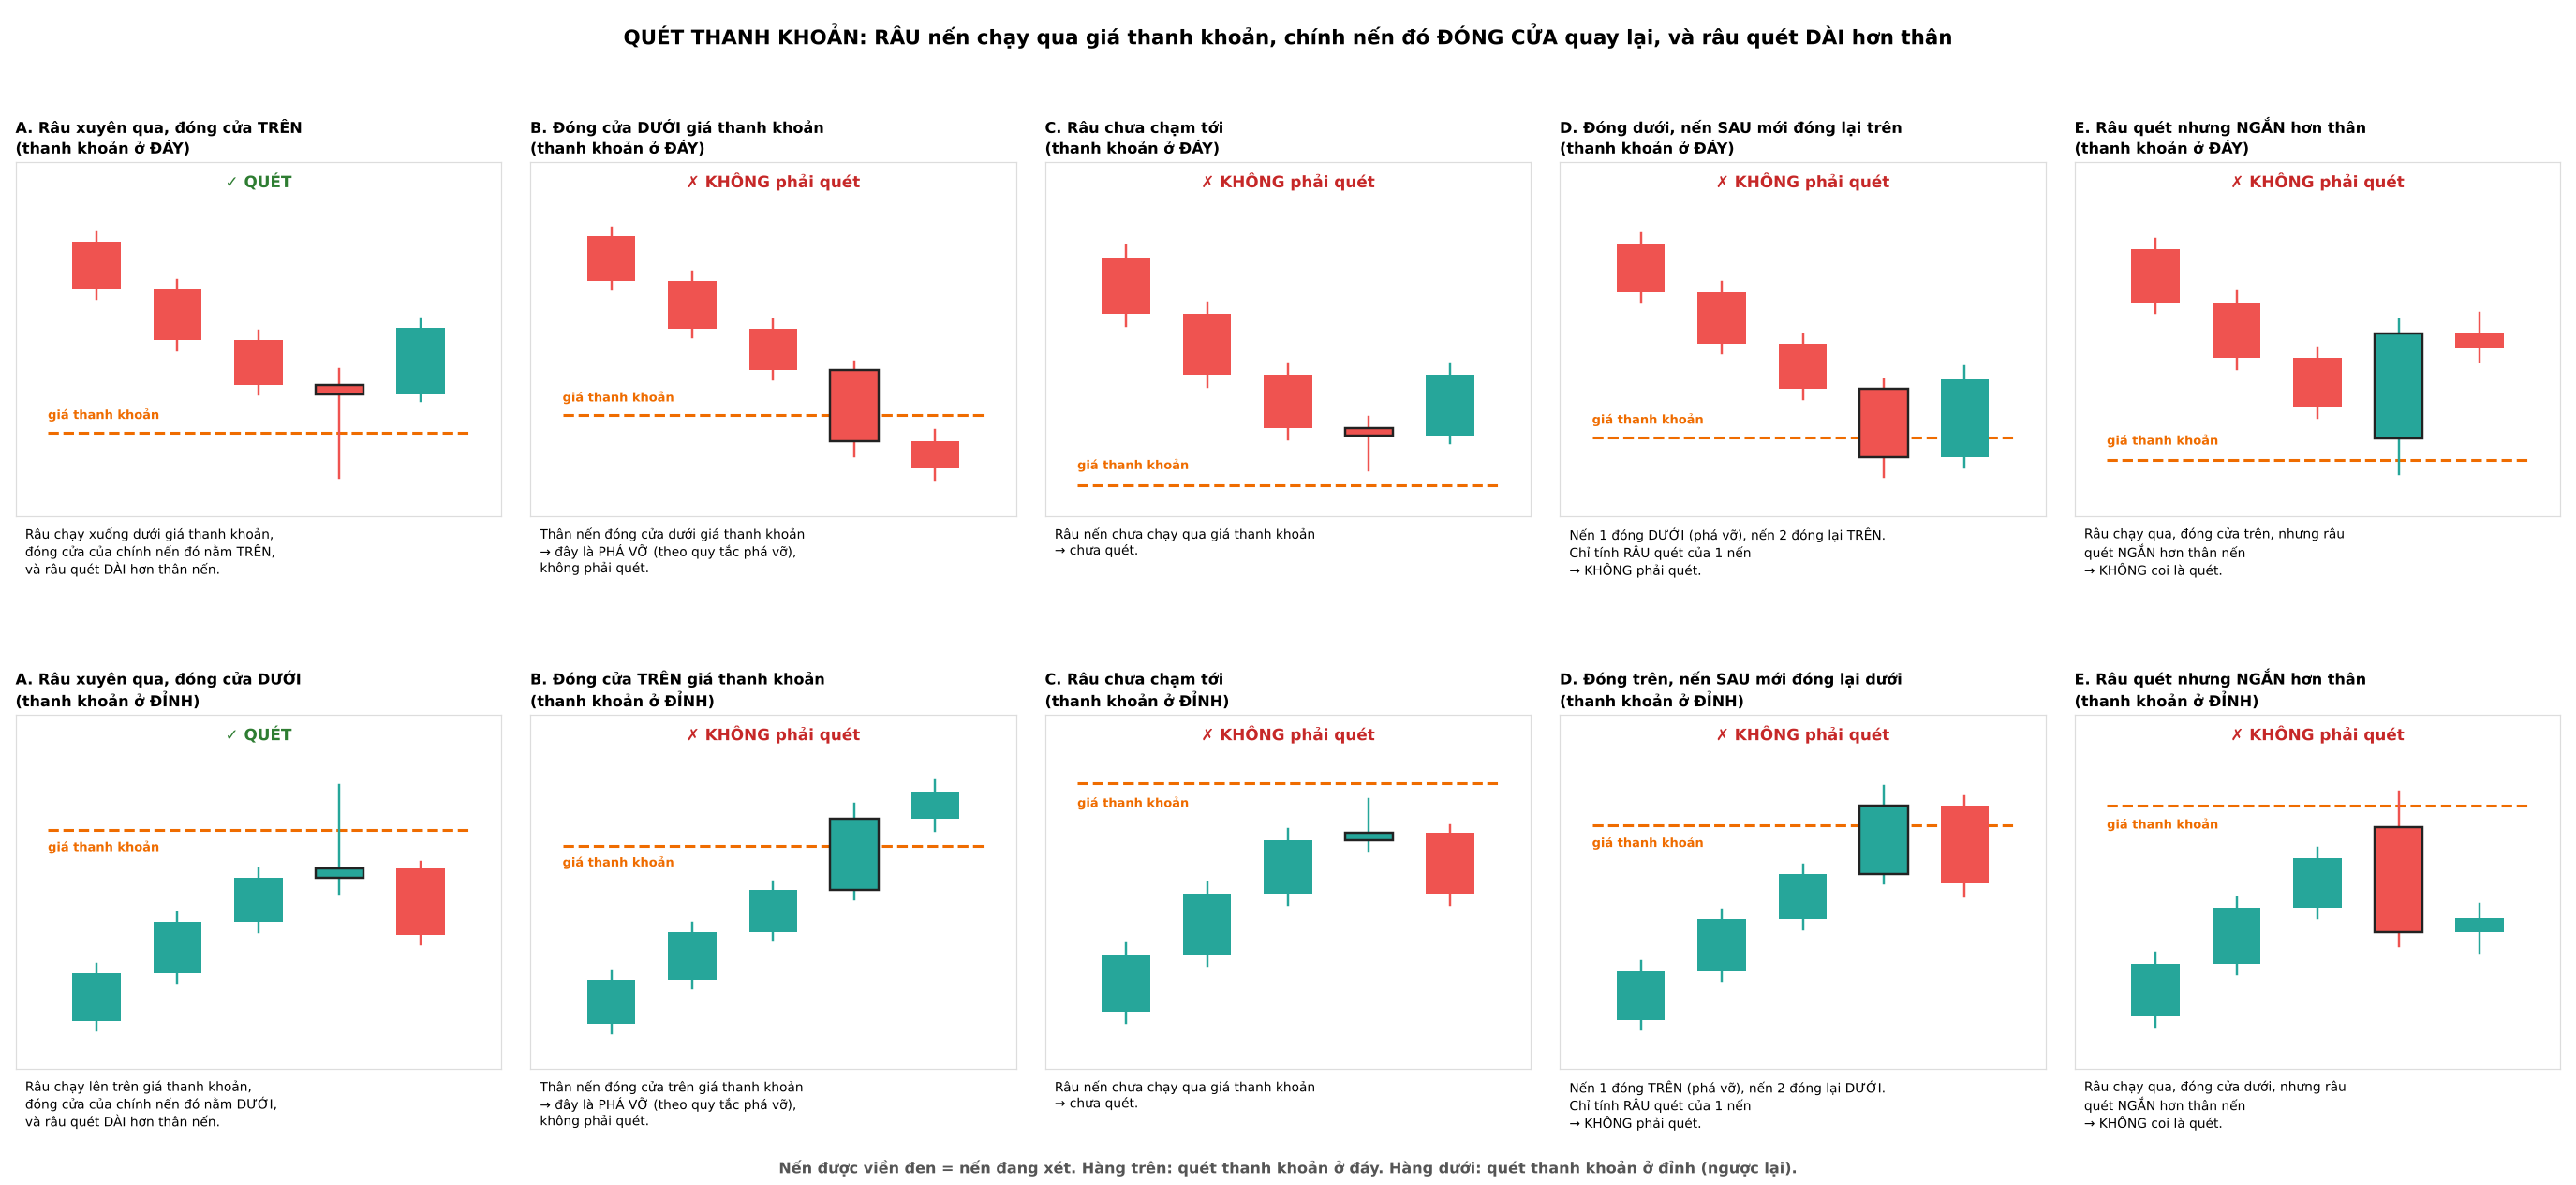 QUÉT THANH KHOẢN: RÂU nến chạy qua giá thanh khoản, chính nến đó ĐÓNG CỬA quay lại, và râu quét DÀI hơn thân
A. Râu xuyên qua, đóng cửa TRÊN
(thanh khoản ở ĐÁY)
✓ QUÉT
giá thanh khoản
Râu chạy xuống dưới giá thanh khoản,
đóng cửa của chính nến đó nằm TRÊN,
và râu quét DÀI hơn thân nến.
B. Đóng cửa DƯỚI giá thanh khoản
(thanh khoản ở ĐÁY)
✗ KHÔNG phải quét
giá thanh khoản
Thân nến đóng cửa dưới giá thanh khoản
→ đây là PHÁ VỠ (theo quy tắc phá vỡ),
không phải quét.
C. Râu chưa chạm tới
(thanh khoản ở ĐÁY)
✗ KHÔNG phải quét
giá thanh khoản
Râu nến chưa chạy qua giá thanh khoản
→ chưa quét.
D. Đóng dưới, nến SAU mới đóng lại trên
(thanh khoản ở ĐÁY)
✗ KHÔNG phải quét
giá thanh khoản
Nến 1 đóng DƯỚI (phá vỡ), nến 2 đóng lại TRÊN.
Chỉ tính RÂU quét của 1 nến
→ KHÔNG phải quét.
E. Râu quét nhưng NGẮN hơn thân
(thanh khoản ở ĐÁY)
✗ KHÔNG phải quét
giá thanh khoản
Râu chạy qua, đóng cửa trên, nhưng râu
quét NGẮN hơn thân nến
→ KHÔNG coi là quét.
A. Râu xuyên qua, đóng cửa DƯỚI
(thanh khoản ở ĐỈNH)
✓ QUÉT
giá thanh khoản
Râu chạy lên trên giá thanh khoản,
đóng cửa của chính nến đó nằm DƯỚI,
và râu quét DÀI hơn thân nến.
B. Đóng cửa TRÊN giá thanh khoản
(thanh khoản ở ĐỈNH)
✗ KHÔNG phải quét
giá thanh khoản
Thân nến đóng cửa trên giá thanh khoản
→ đây là PHÁ VỠ (theo quy tắc phá vỡ),
không phải quét.
C. Râu chưa chạm tới
(thanh khoản ở ĐỈNH)
✗ KHÔNG phải quét
giá thanh khoản
Râu nến chưa chạy qua giá thanh khoản
→ chưa quét.
D. Đóng trên, nến SAU mới đóng lại dưới
(thanh khoản ở ĐỈNH)
✗ KHÔNG phải quét
giá thanh khoản
Nến 1 đóng TRÊN (phá vỡ), nến 2 đóng lại DƯỚI.
Chỉ tính RÂU quét của 1 nến
→ KHÔNG phải quét.
E. Râu quét nhưng NGẮN hơn thân
(thanh khoản ở ĐỈNH)
✗ KHÔNG phải quét
giá thanh khoản
Râu chạy qua, đóng cửa dưới, nhưng râu
quét NGẮN hơn thân nến
→ KHÔNG coi là quét.
Nến được viền đen = nến đang xét. Hàng trên: quét thanh khoản ở đáy. Hàng dưới: quét thanh khoản ở đỉnh (ngược lại).